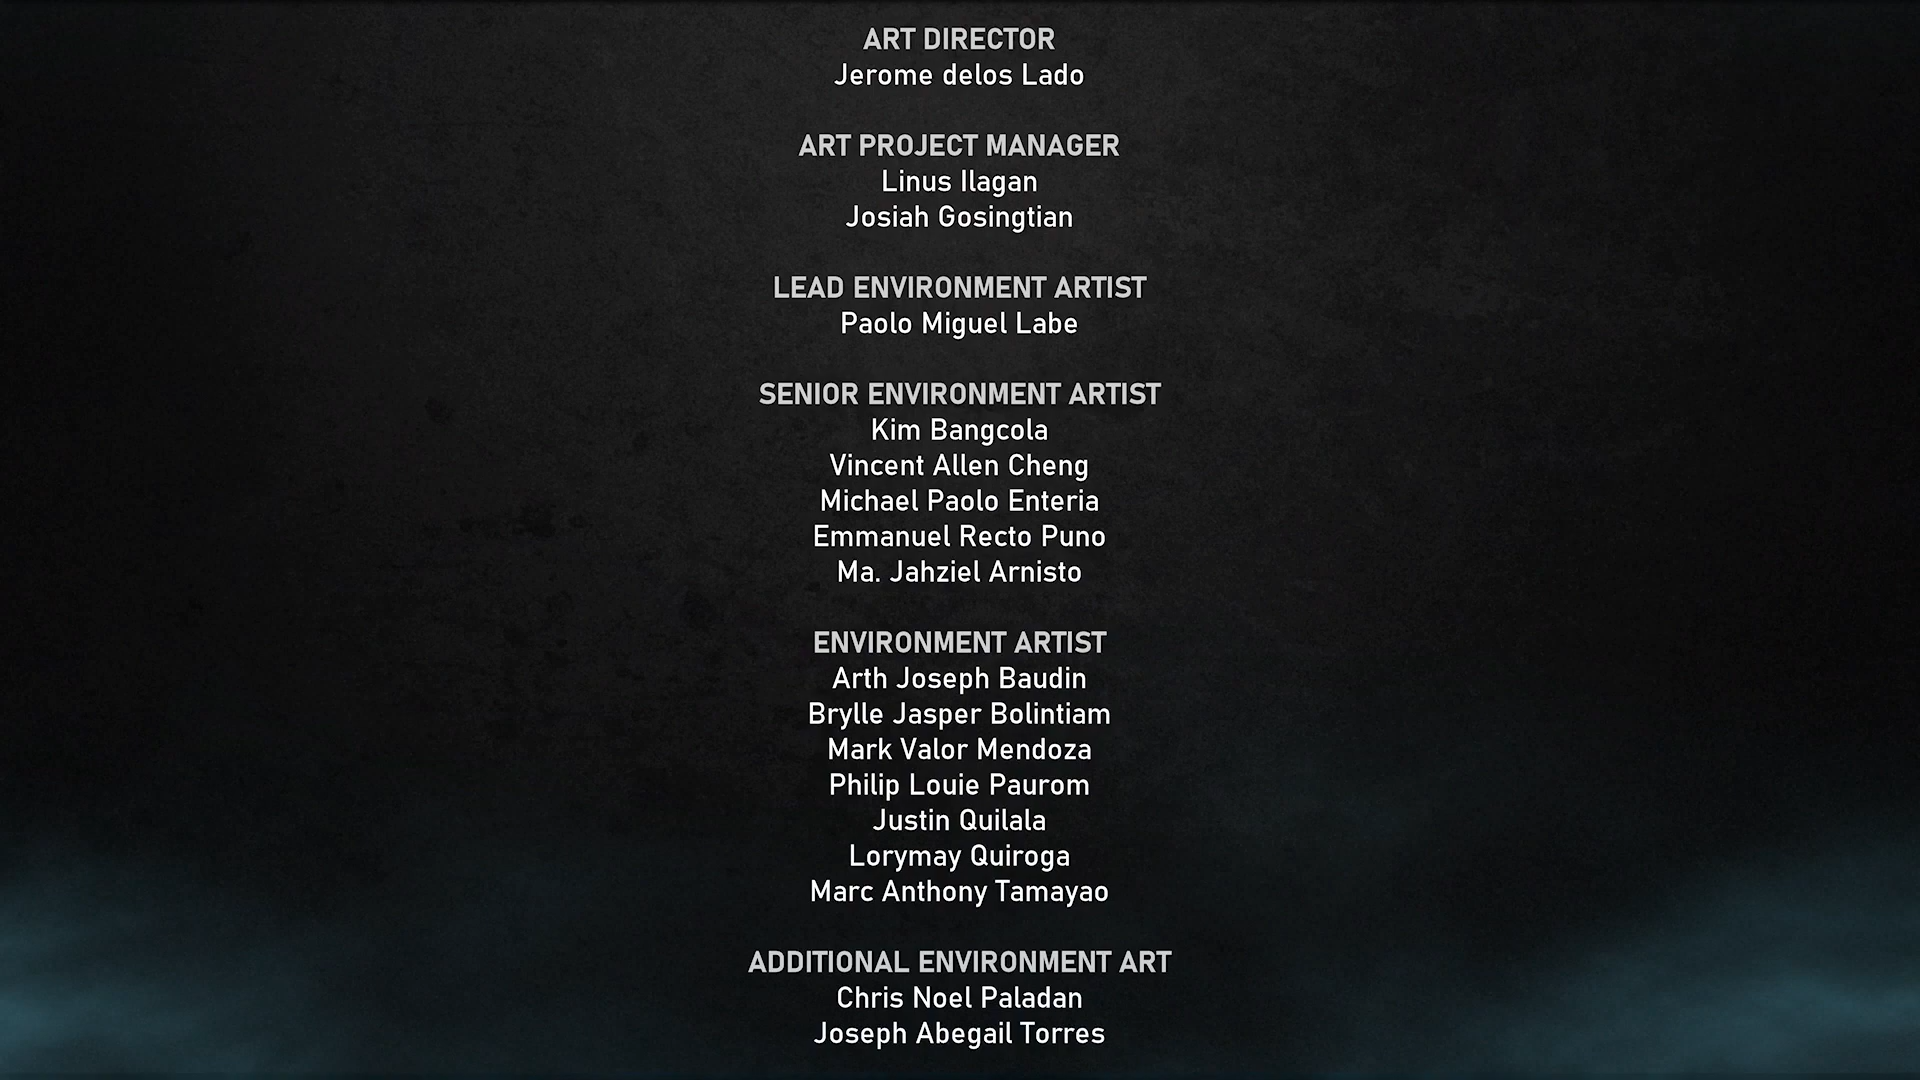 ART DIRECTOR
Jerome delos Lado
ART PROJECT MANAGER
Linus Ilagan
Josiah Gosingtian
LEAD ENVIRONMENT ARTIST
Paolo Miguel Labe
SENIOR ENVIRONMENT ARTIST
Kim Bangcola
Vincent Allen Cheng
Michael Paolo Enteria
Emmanuel Recto Puno
Ma. Jahziel Arnisto
ENVIRONMENT ARTIST
Arth Joseph Baudin
Brylle Jasper Bolintiam
Mark Valor Mendoza
Philip Louie Paurom
Justin Quilala
Lorymay Quiroga
Marc Anthony Tamayao
ADDITIONAL ENVIRONMENT ART
Chris Noel Paladan
Joseph Abegail Torres